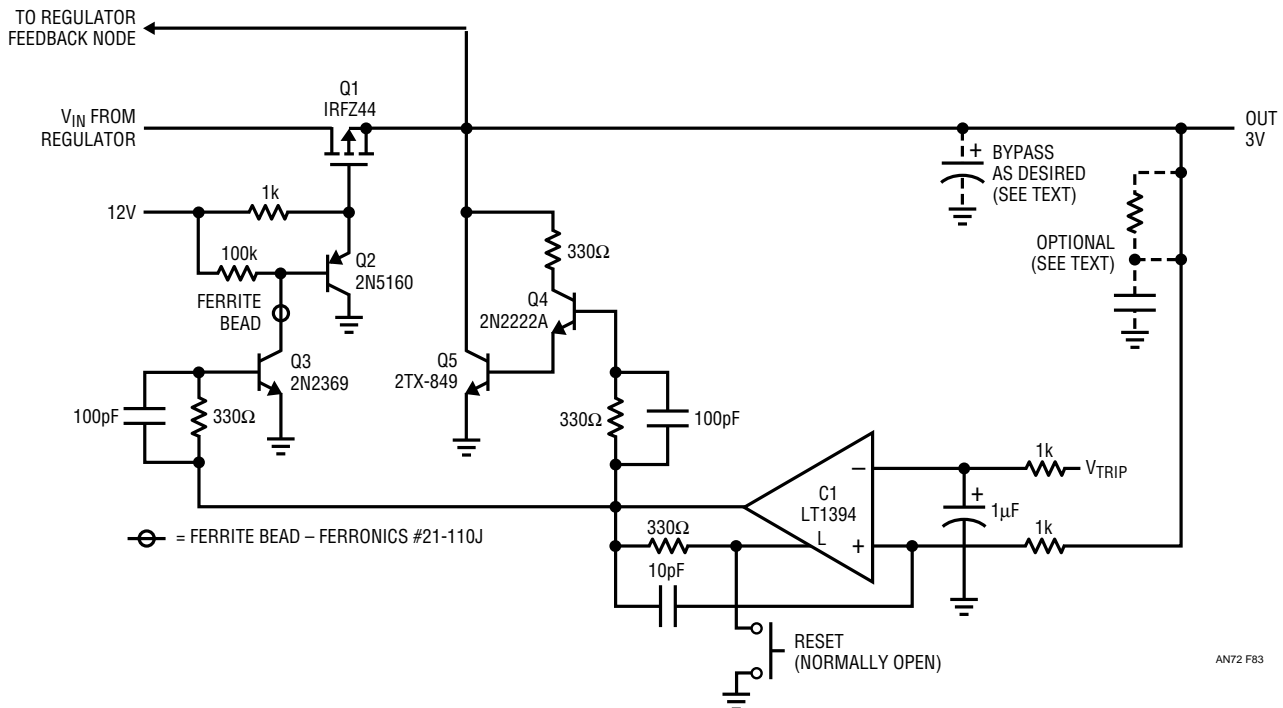 TO REGULATOR
FEEDBACK NODE
Q1
IRFZ44
VIN FROM
REGULATOR
OUT
3V
+
BYPASS
AS DESIRED
(SEE TEXT)
1k
12V
100k
Q2
2N5160
330Ω
OPTIONAL
(SEE TEXT)
FERRITE
BEAD
Q4
2N2222A
Q3
2N2369
Q5
2TX-849
100pF
330Ω
330Ω
100pF
1k
VTRIP
–
C1
LT1394
+
1µF
330Ω
L
+
1k
= FERRITE BEAD – FERRONICS #21-110J
10pF
RESET
(NORMALLY OPEN)
AN72 F83